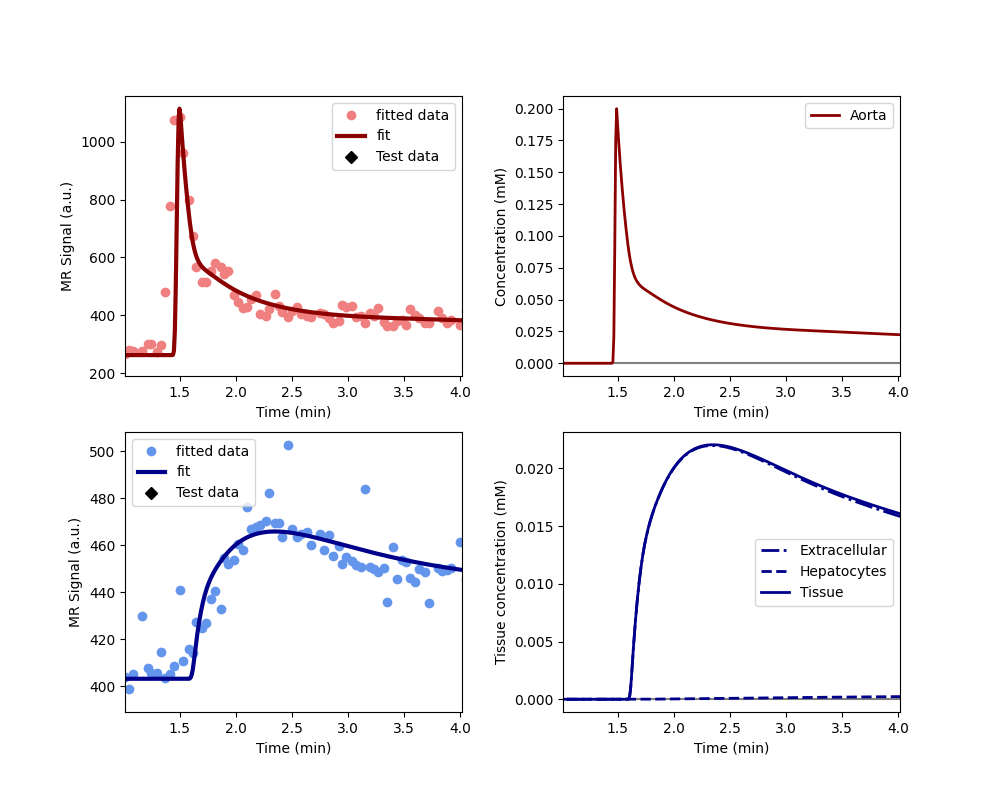 1000
800
600
400
200
MR Signal (a.u.)
1.5 2.0 2.5 3.0 3.5 4.0
Time (min)
fitted data
fit
Test data
0.200
0.175
0.150
0.125
0.100
0.075
0.050
0.025
0.000
Concentration (mM)
1.5 2.0 2.5 3.0 3.5 4.0
Time (min)
Aorta
500
480
460
440
420
400
MR Signal (a.u.)
1.5 2.0 2.5 3.0 3.5 4.0
Time (min)
fitted data
fit
Test data
0.020
0.015
0.010
0.005
0.000
Tissue concentration (mM)
1.5 2.0 2.5 3.0 3.5 4.0
Time (min)
Extracellular
Hepatocytes
Tissue